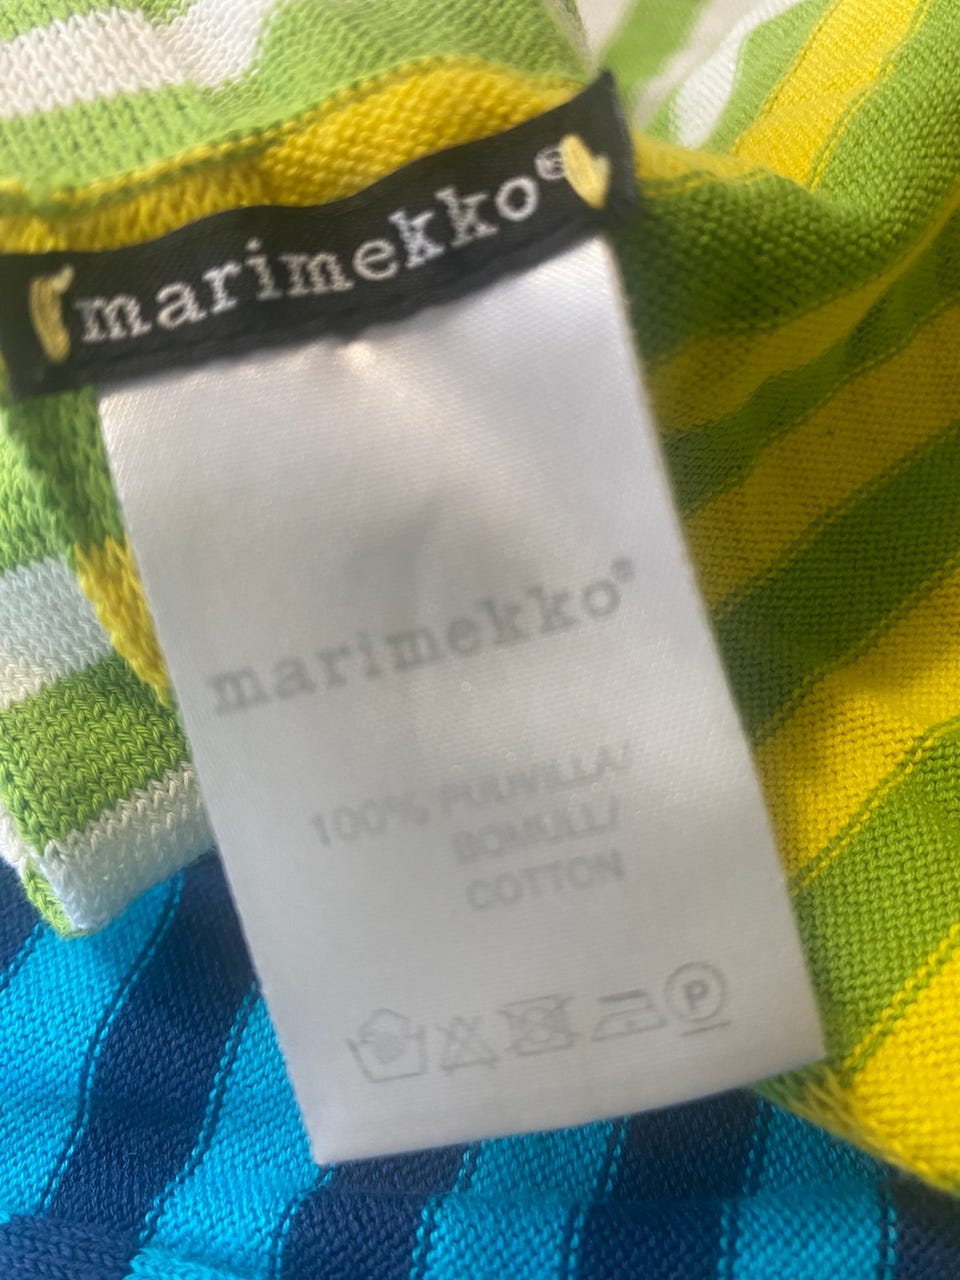 marimekko®
marimekko®
100% PUUVILLA/
BOMULL/
COTTON
P